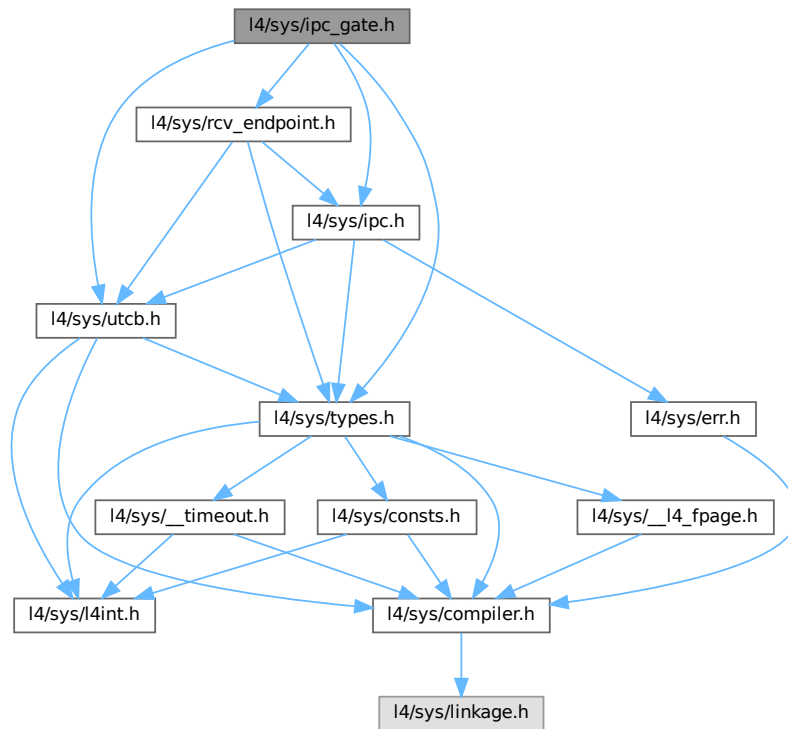 l4/sys/ipc_gate.h
l4/sys/rcv_endpoint.h
l4/sys/ipc.h
l4/sys/utcb.h
l4/sys/types.h
l4/sys/err.h
l4/sys/__timeout.h
l4/sys/consts.h
l4/sys/__l4_fpage.h
l4/sys/l4int.h
l4/sys/compiler.h
l4/sys/linkage.h